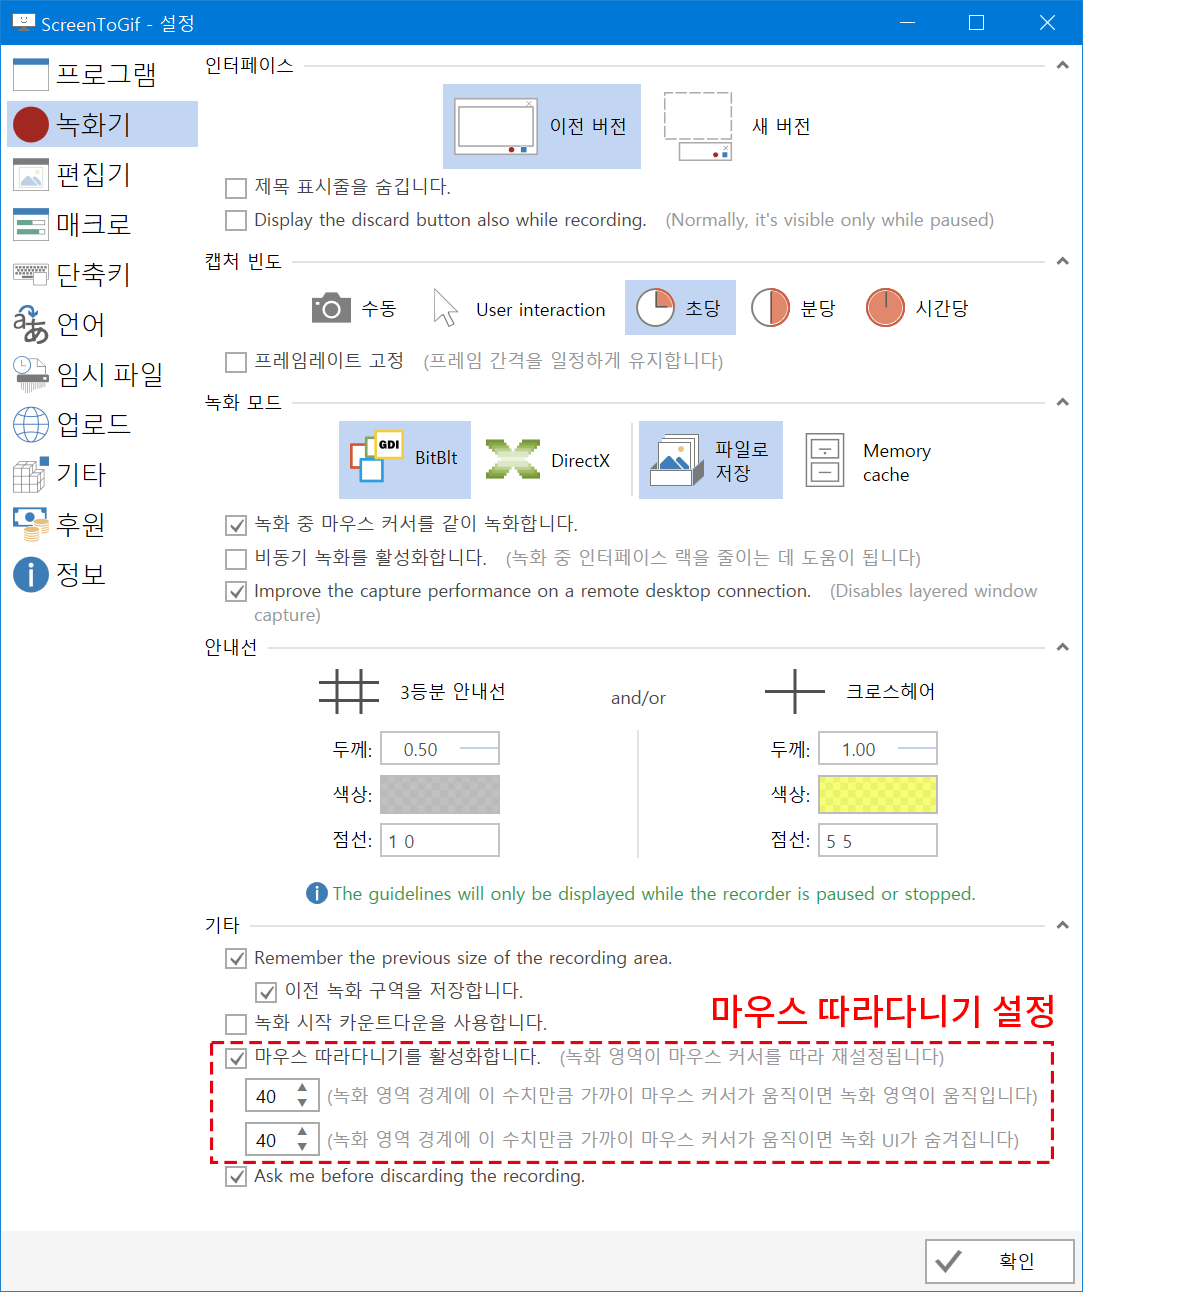 ScreenToGif - 설정
프로그램
녹화기
편집기
매크로
단축키
언어
임시 파일
업로드
기타
후원
정보
인터페이스
이전 버전
새 버전
제목 표시줄을 숨깁니다.
Display the discard button also while recording. (Normally, it's visible only while paused)
캡처 빈도
수동
User interaction
초당
분당
시간당
프레임레이트 고정 (프레임 간격을 일정하게 유지합니다)
녹화 모드
GDI
BitBlt
DirectX
파일로
저장
Memory
cache
녹화 중 마우스 커서를 같이 녹화합니다.
비동기 녹화를 활성화합니다. (녹화 중 인터페이스 랙을 줄이는 데 도움이 됩니다)
Improve the capture performance on a remote desktop connection. (Disables layered window
capture)
안내선
3등분 안내선
and/or
크로스헤어
두께: 0.50
색상:
점선: 1 0
두께: 1.00
색상:
점선: 5 5
The guidelines will only be displayed while the recorder is paused or stopped.
기타
Remember the previous size of the recording area.
이전 녹화 구역을 저장합니다.
녹화 시작 카운트다운을 사용합니다.
마우스 따라다니기 설정
마우스 따라다니기를 활성화합니다. (녹화 영역이 마우스 커서를 따라 재설정됩니다)
40 (녹화 영역 경계에 이 수치만큼 가까이 마우스 커서가 움직이면 녹화 영역이 움직입니다)
40 (녹화 영역 경계에 이 수치만큼 가까이 마우스 커서가 움직이면 녹화 UI가 숨겨집니다)
Ask me before discarding the recording.
확인